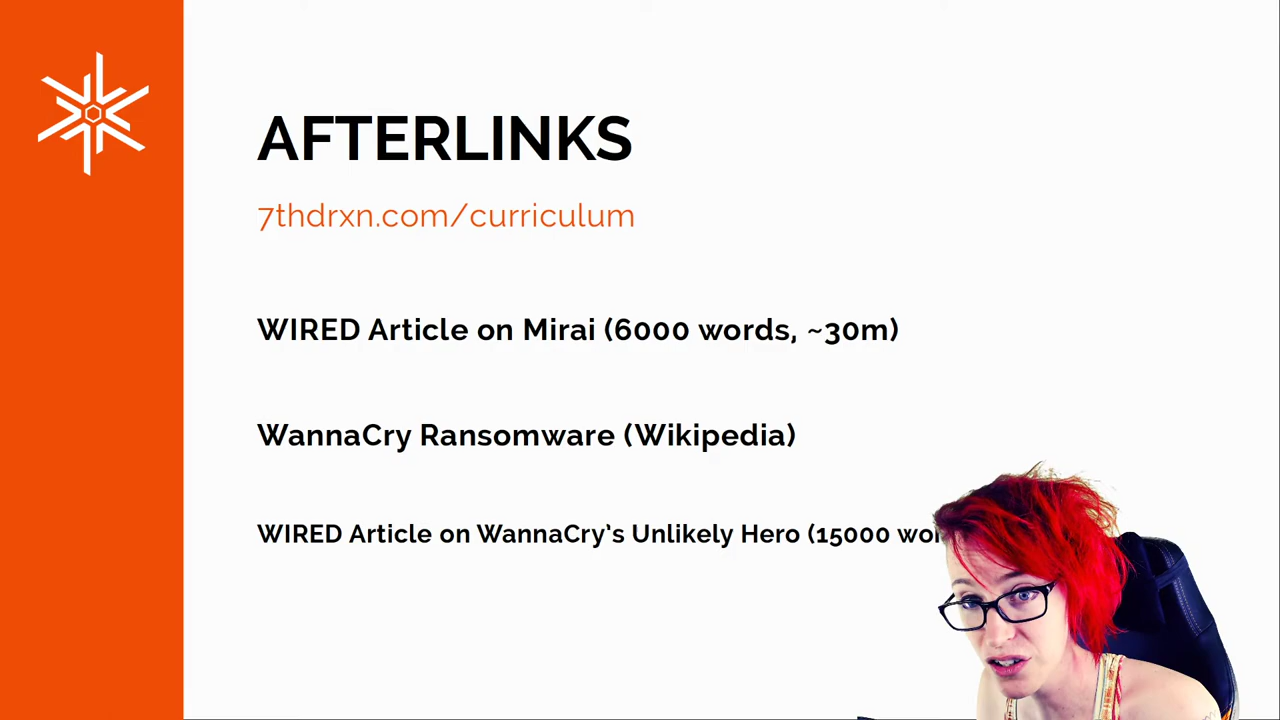 AFTERLINKS
7thdrxn.com/curriculum
WIRED Article on Mirai (6000 words, ~30m)
WannaCry Ransomware (Wikipedia)
WIRED Article on WannaCry's Unlikely Hero (15000